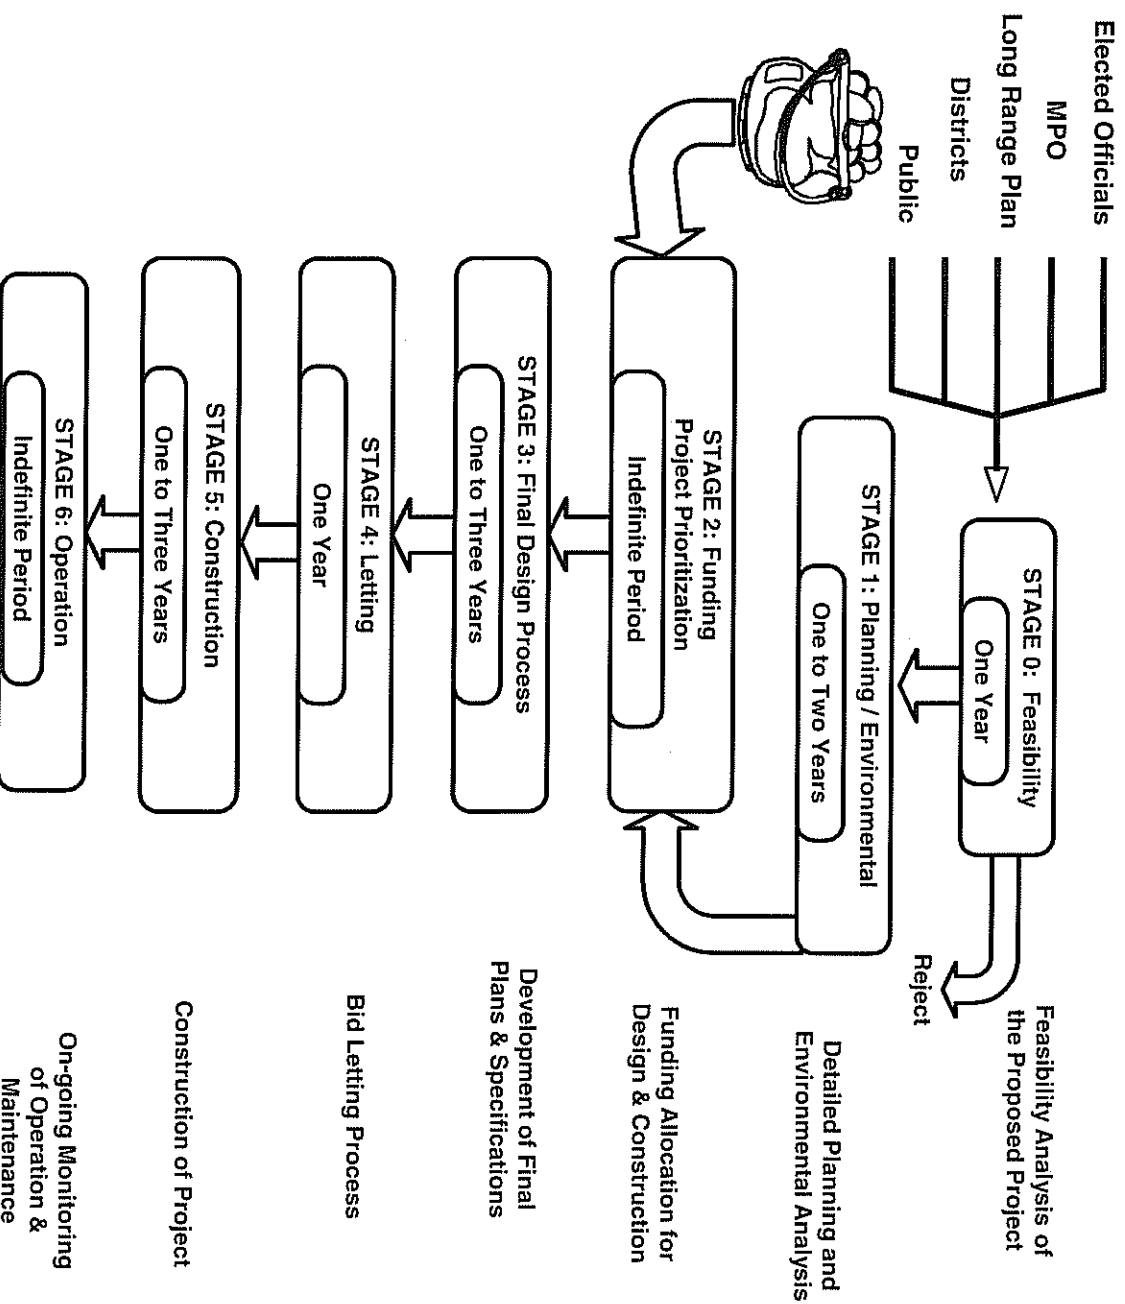 Elected Officials
MPO
Long Range Plan
Districts
Public
STAGE 0: Feasibility
One Year
Feasibility Analysis of
the Proposed Project
Reject
STAGE 1: Planning / Environmental
One to Two Years
Detailed Planning and
Environmental Analysis
STAGE 2: Funding
Project Prioritization
Indefinite Period
Funding Allocation for
Design & Construction
STAGE 3: Final Design Process
One to Three Years
Development of Final
Plans & Specifications
STAGE 4: Letting
One Year
Bid Letting Process
STAGE 5: Construction
One to Three Years
Construction of Project
STAGE 6: Operation
Indefinite Period
On-going Monitoring
of Operation &
Maintenance